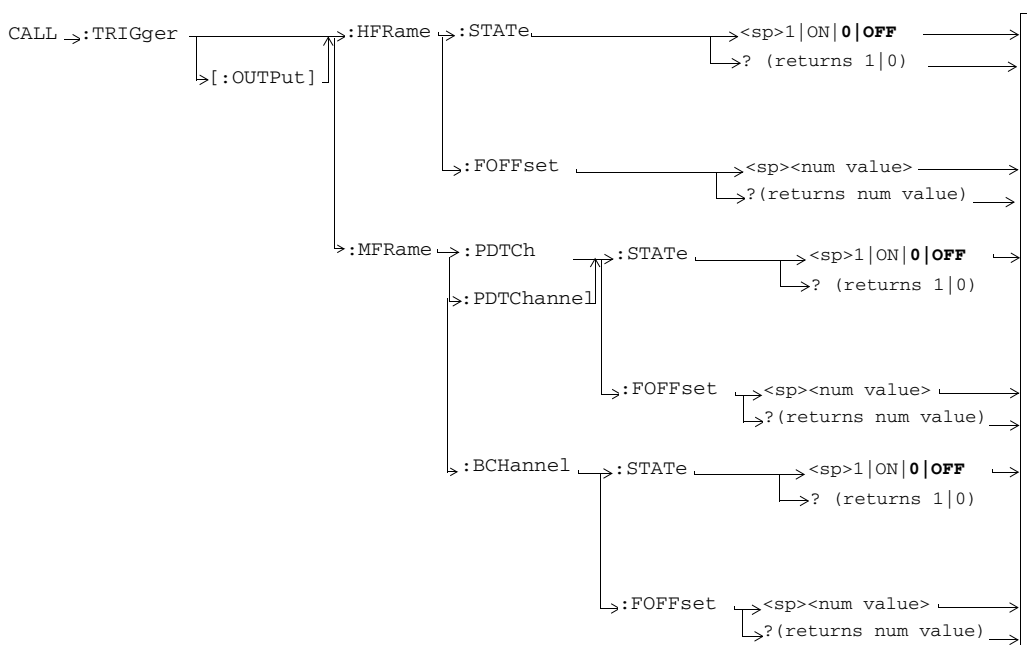 CALL :TRIGger :HFRame :STATe <sp>1|ON|0|OFF
[:OUTPut] ? (returns 1|0)
:FOFFset <sp><num value>
?(returns num value)
:MFRame :PDTCh :STATe <sp>1|ON|0|OFF
? (returns 1|0)
:PDTChannel
:FOFFset <sp><num value>
?(returns num value)
:BCHannel :STATe <sp>1|ON|0|OFF
? (returns 1|0)
:FOFFset <sp><num value>
?(returns num value)